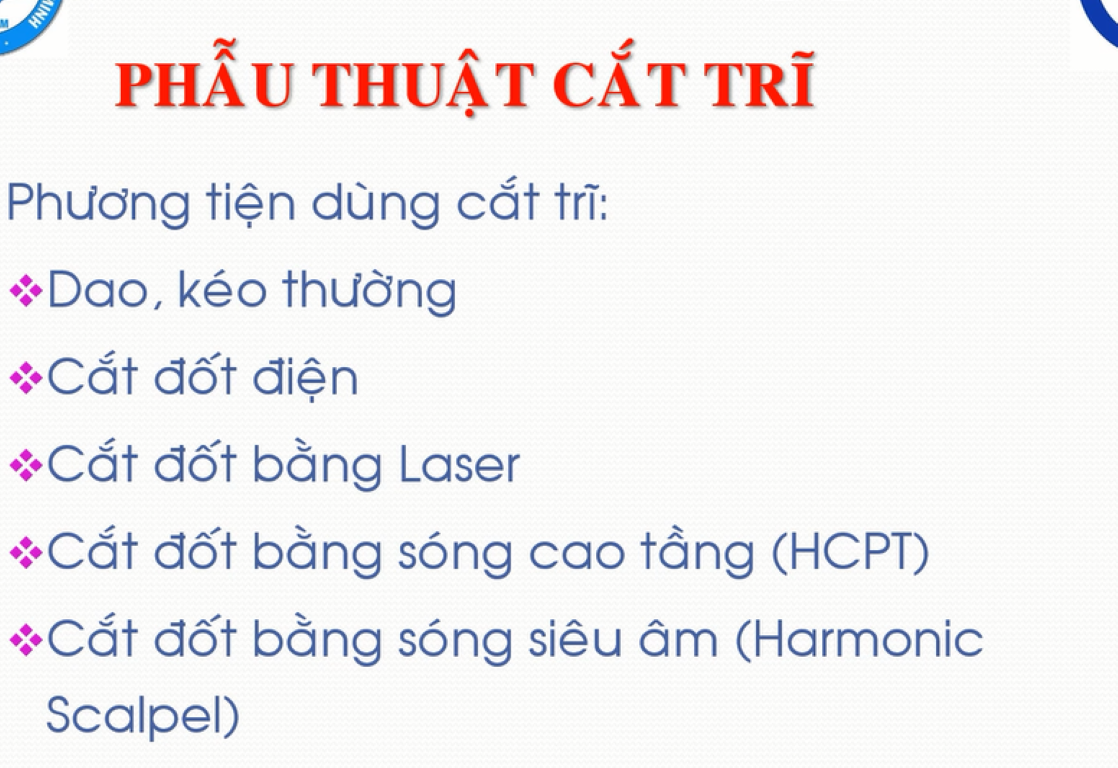 M
HNIV
PHẪU THUẬT CẮT TRĨ
Phương tiện dùng cắt trĩ:
Dao, kéo thường
Cắt đốt điện
Cắt đốt bằng Laser
Cắt đốt bằng sóng cao tầng (HCPT)
Cắt đốt bằng sóng siêu âm (Harmonic
Scalpel)